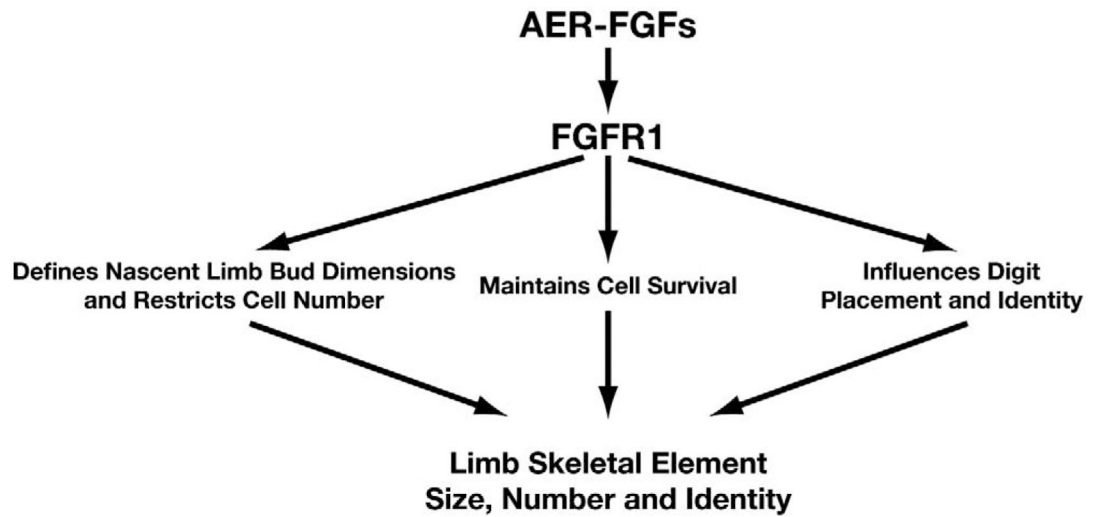 AER-FGFs
FGFR1
Defines Nascent Limb Bud Dimensions
and Restricts Cell Number
Maintains Cell Survival
Influences Digit
Placement and Identity
Limb Skeletal Element
Size, Number and Identity